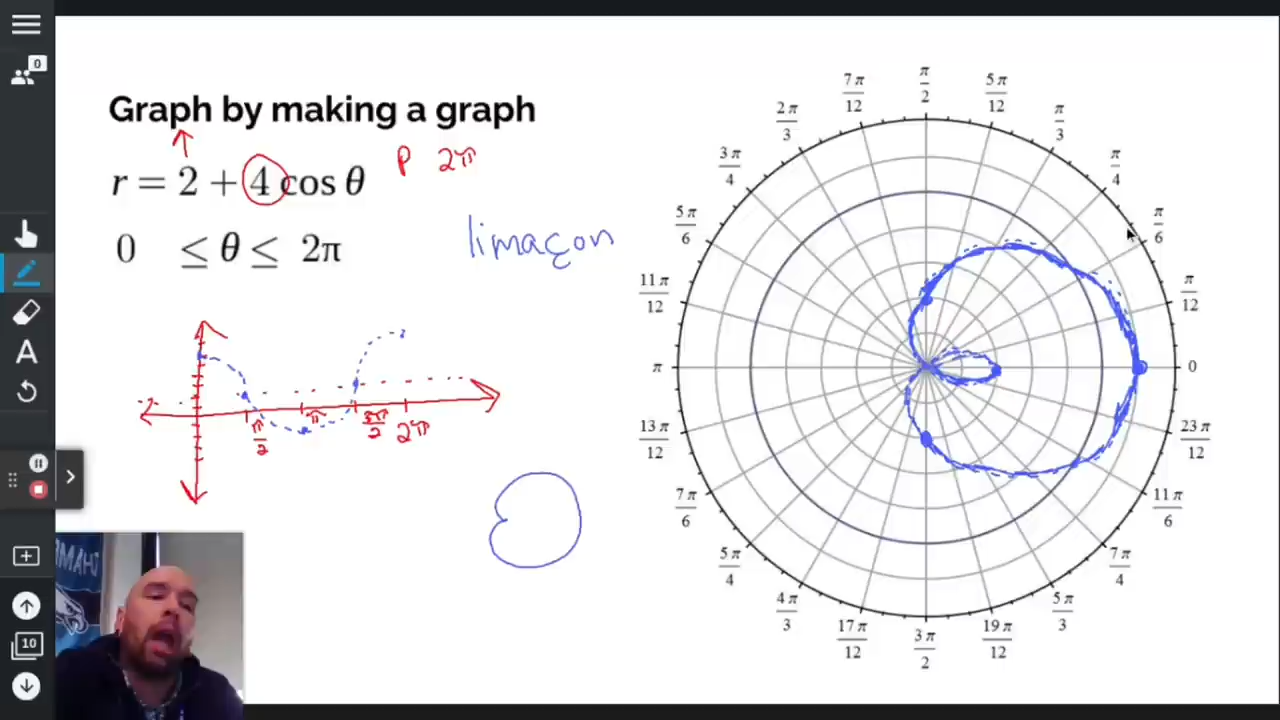 0
Graph by making a graph
r = 2 + 4 cos θ
P 2π
0 ≤ θ ≤ 2π
limaçon
π/2 π 3π/2 2π
A
10
THAMP
π/2
7π/12 5π/12
2π/3 π/3
3π/4 π/4
5π/6 π/6
11π/12 π/12
π 0
13π/12 23π/12
7π/6 11π/6
5π/4 7π/4
4π/3 5π/3
17π/12 19π/12
3π/2